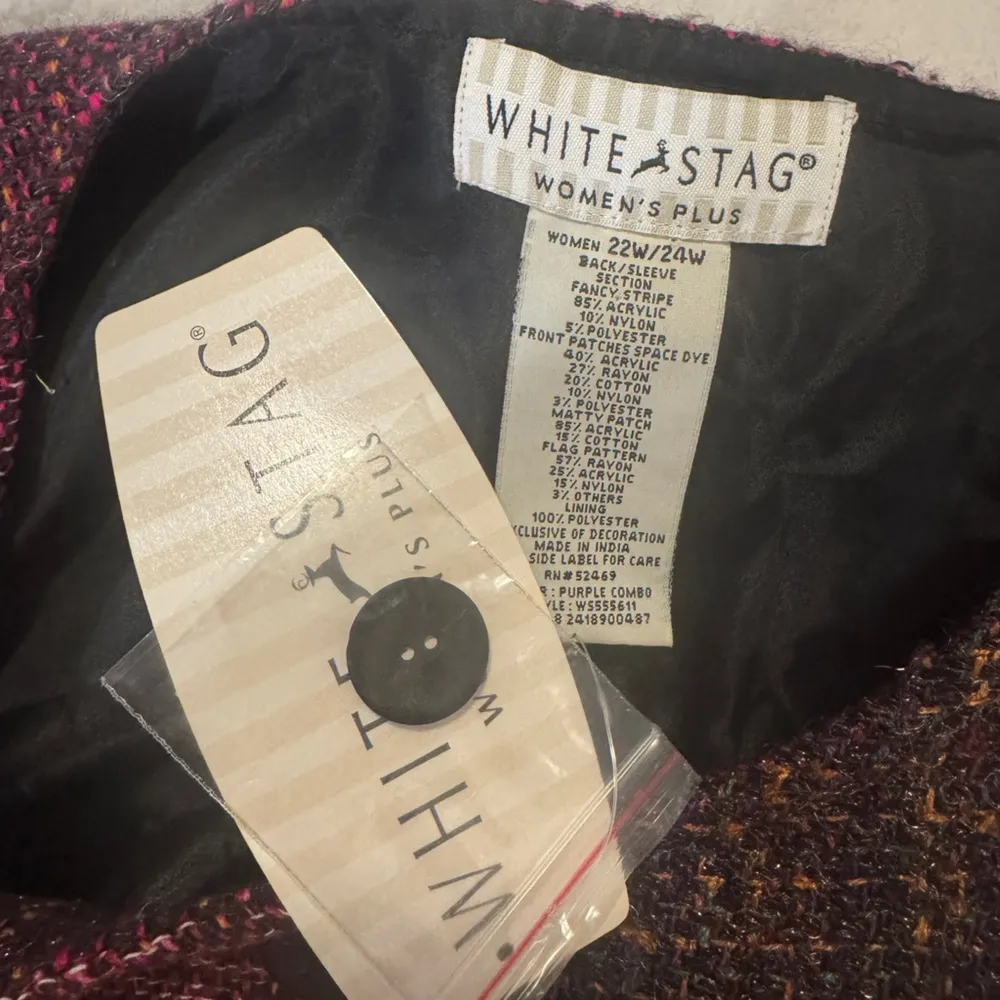 WHITE STAG®
WOMEN'S PLUS
WOMEN 22W/24W
BACK/SLEEVE
SECTION
FANCY STRIPE
85% ACRYLIC
10% NYLON
5% POLYESTER
FRONT PATCHES SPACE DYE
40% ACRYLIC
27% RAYON
20% COTTON
10% NYLON
3% POLYESTER
MATTY PATCH
85% ACRYLIC
15% COTTON
FLAG PATTERN
57% RAYON
25% ACRYLIC
15% NYLON
3% OTHERS
LINING
100% POLYESTER
CLUSIVE OF DECORATION
MADE IN INDIA
SIDE LABEL FOR CARE
RN# 52469
R : PURPLE COMBO
YLE : WS555611
8 2418900487
WHITE © STAG®
W 'S PLUS